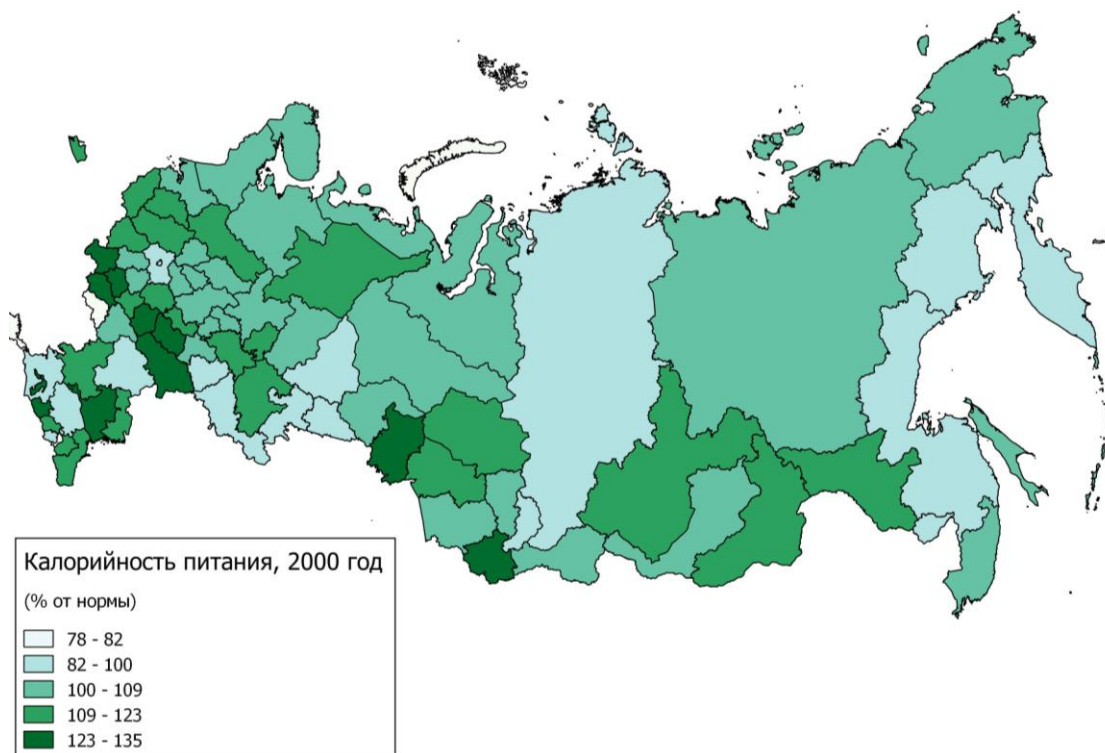 Калорийность питания, 2000 год
(% от нормы)
78 - 82
82 - 100
100 - 109
109 - 123
123 - 135